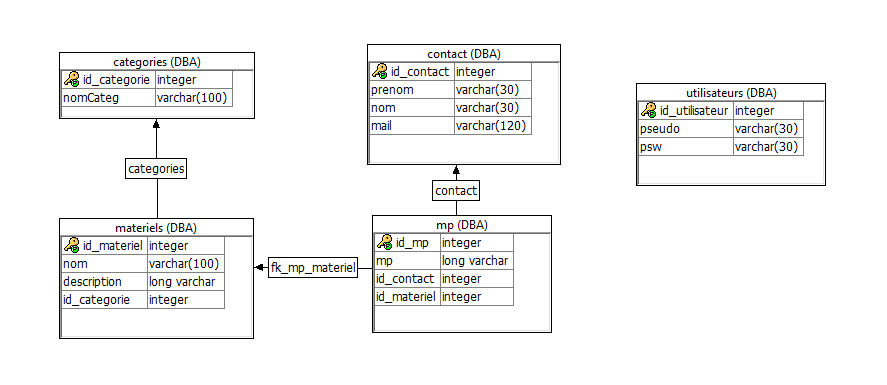 categories (DBA)
id_categorie integer
nomCateg varchar(100)
contact (DBA)
id_contact integer
prenom varchar(30)
nom varchar(30)
mail varchar(120)
utilisateurs (DBA)
id_utilisateur integer
pseudo varchar(30)
psw varchar(30)
categories
contact
materiels (DBA)
id_materiel integer
nom varchar(100)
description long varchar
id_categorie integer
fk_mp_materiel
mp (DBA)
id_mp integer
mp long varchar
id_contact integer
id_materiel integer